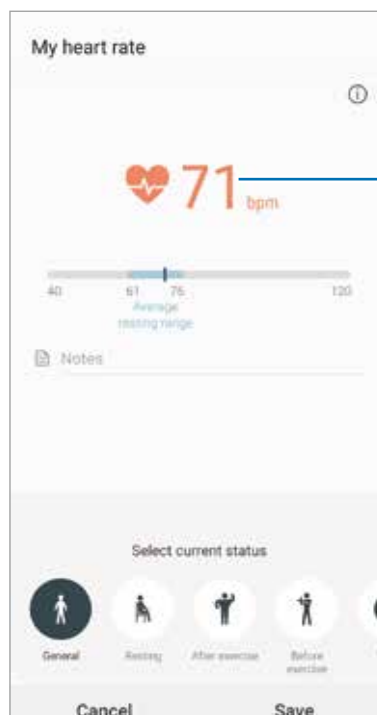 My heart rate
71 bpm
40 61 76 120
Average
resting range
Notes
Select current status
General Resting After exercise Before
exercise
Cancel Save